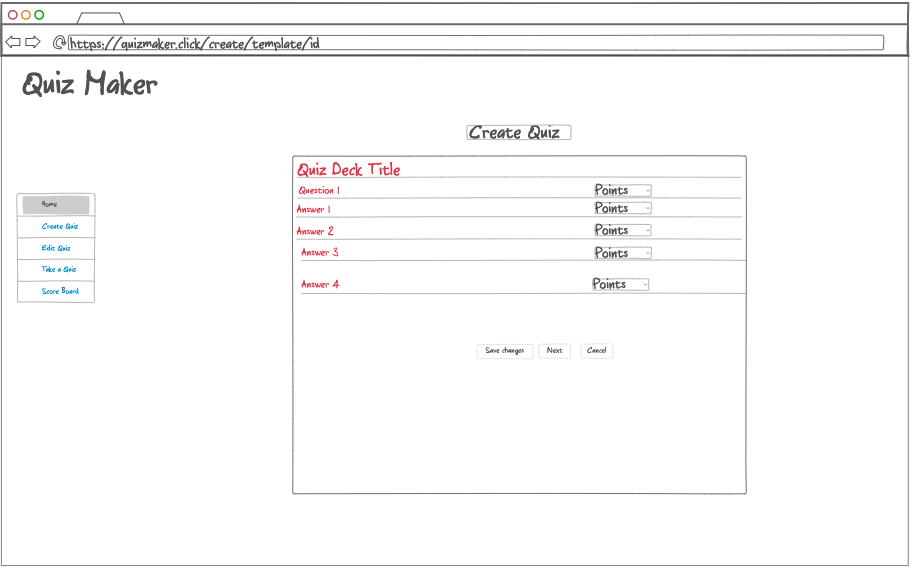 https://quizmaker.click/create/template/id
Quiz Maker
Create Quiz
Home
Create Quiz
Edit Quiz
Take a Quiz
Score Board
Quiz Deck Title
Question 1 Points
Answer 1 Points
Answer 2 Points
Answer 3 Points
Answer 4 Points
Save changes Next Cancel